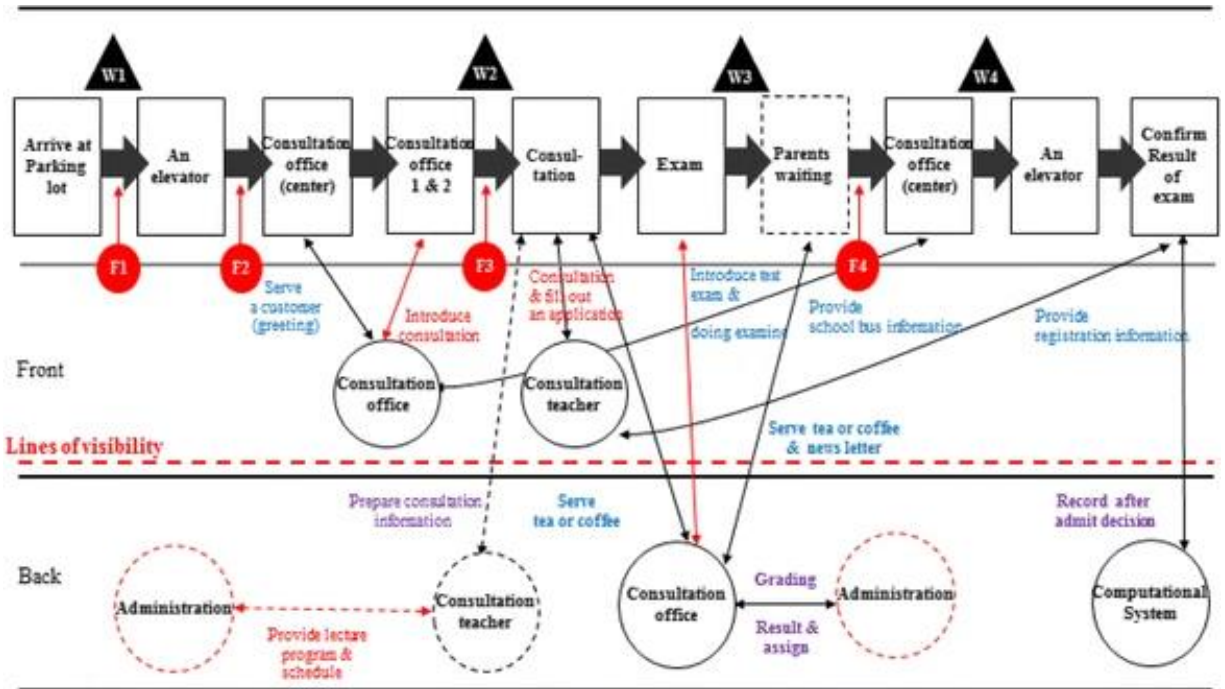 W1
W2
W3
W4
Arrive at
Parking
lot
An
elevator
Consultation
office
(center)
Consultation
office
1 & 2
Consul-
tation
Exam
Parents
waiting
Consultation
office
(center)
An
elevator
Confirm
Result
of
exam
F1
F2
F3
F4
Serve
a customer
(greeting)
Introduce
consultation
Consultation
& fill out
an application
Introduce test
exam &
doing examine
Provide
school bus information
Provide
registration information
Front
Consultation
office
Consultation
teacher
Serve tea or coffee
& news letter
Lines of visibility
Prepare consultation
information
Serve
tea or coffee
Record after
admit decision
Back
Administration
Provide lecture
program &
schedule
Consultation
teacher
Consultation
office
Grading
Result &
assign
Administration
Computational
System